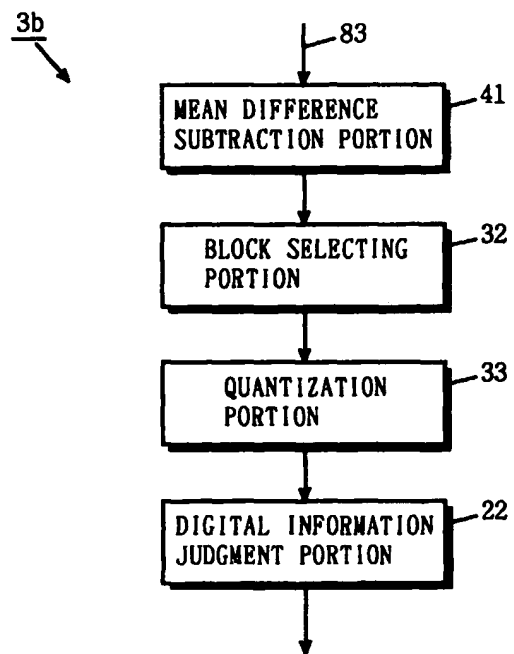 3b
83
MEAN DIFFERENCE
SUBTRACTION PORTION
41
BLOCK SELECTING
PORTION
32
QUANTIZATION
PORTION
33
DIGITAL INFORMATION
JUDGMENT PORTION
22